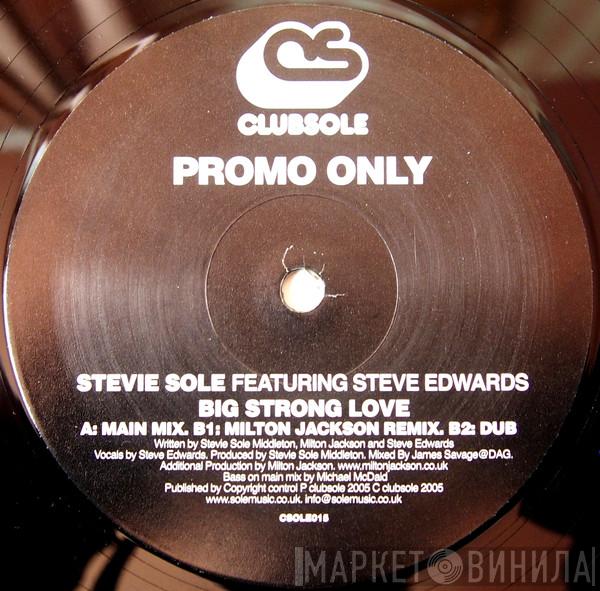 CLUBSOLE
PROMO ONLY
STEVIE SOLE FEATURING STEVE EDWARDS
BIG STRONG LOVE
A: MAIN MIX. B1: MILTON JACKSON REMIX. B2: DUB
Written by Stevie Sole Middleton, Milton Jackson and Steve Edwards
Vocals by Steve Edwards. Produced by Stevie Sole Middleton. Mixed By James Savage@DAG.
Additional Production by Milton Jackson. www.miltonjackson.co.uk
Bass on main mix by Michael McDaid
Published by Copyright control P clubsole 2005 C clubsole 2005
www.solemusic.co.uk. info@solemusic.co.uk
CSOLE015
МАРКЕТ ВИНИЛА